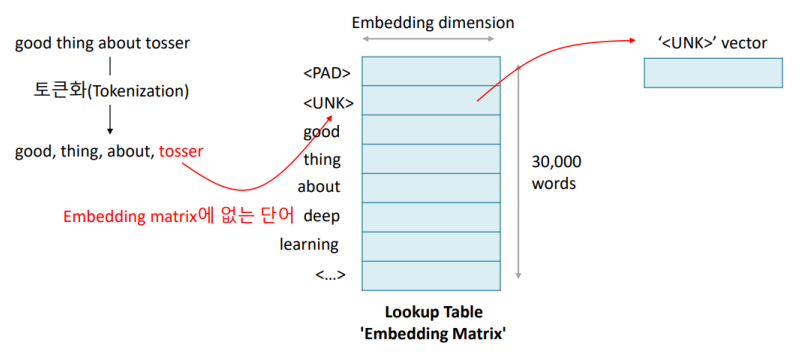 good thing about tosser
토큰화(Tokenization)
good, thing, about, tosser
Embedding matrix에 없는 단어
Embedding dimension
<PAD>
<UNK>
good
thing
about
deep
learning
<...>
30,000
words
Lookup Table
'Embedding Matrix'
‘<UNK>’ vector